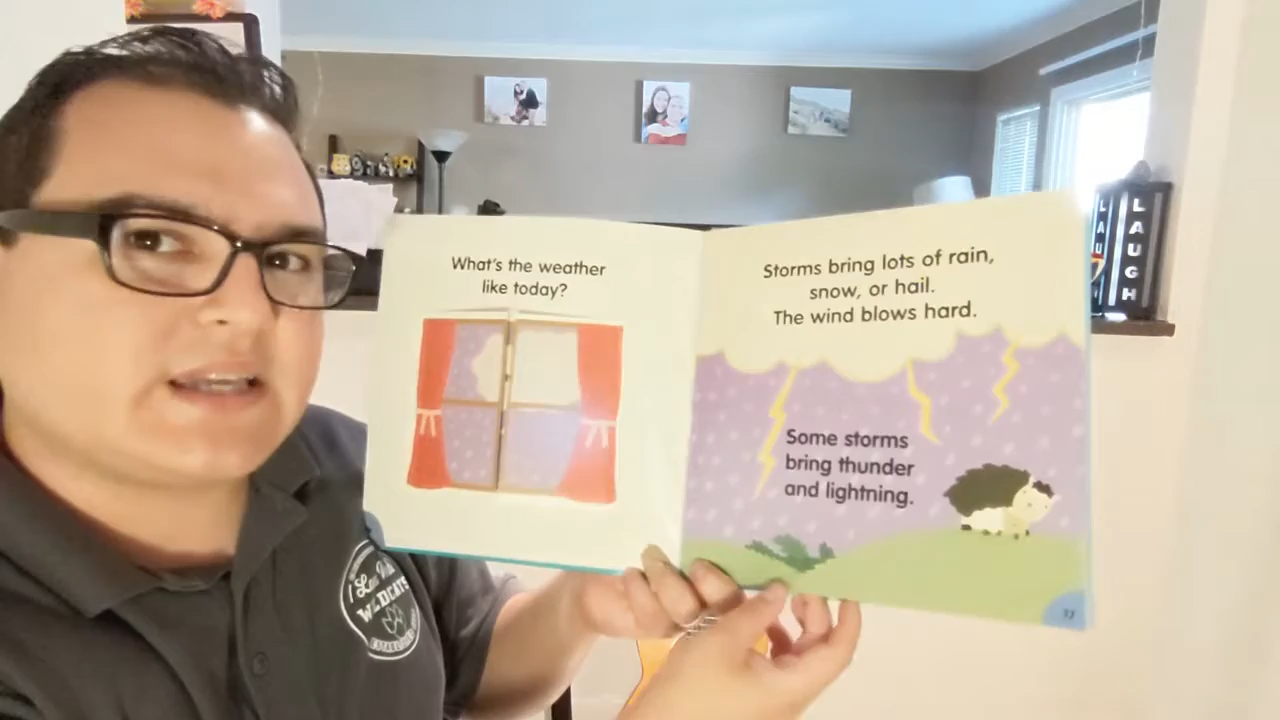 What's the weather
like today?
Storms bring lots of rain,
snow, or hail.
The wind blows hard.
Some storms
bring thunder
and lightning.
LAUGH
WILDCATS